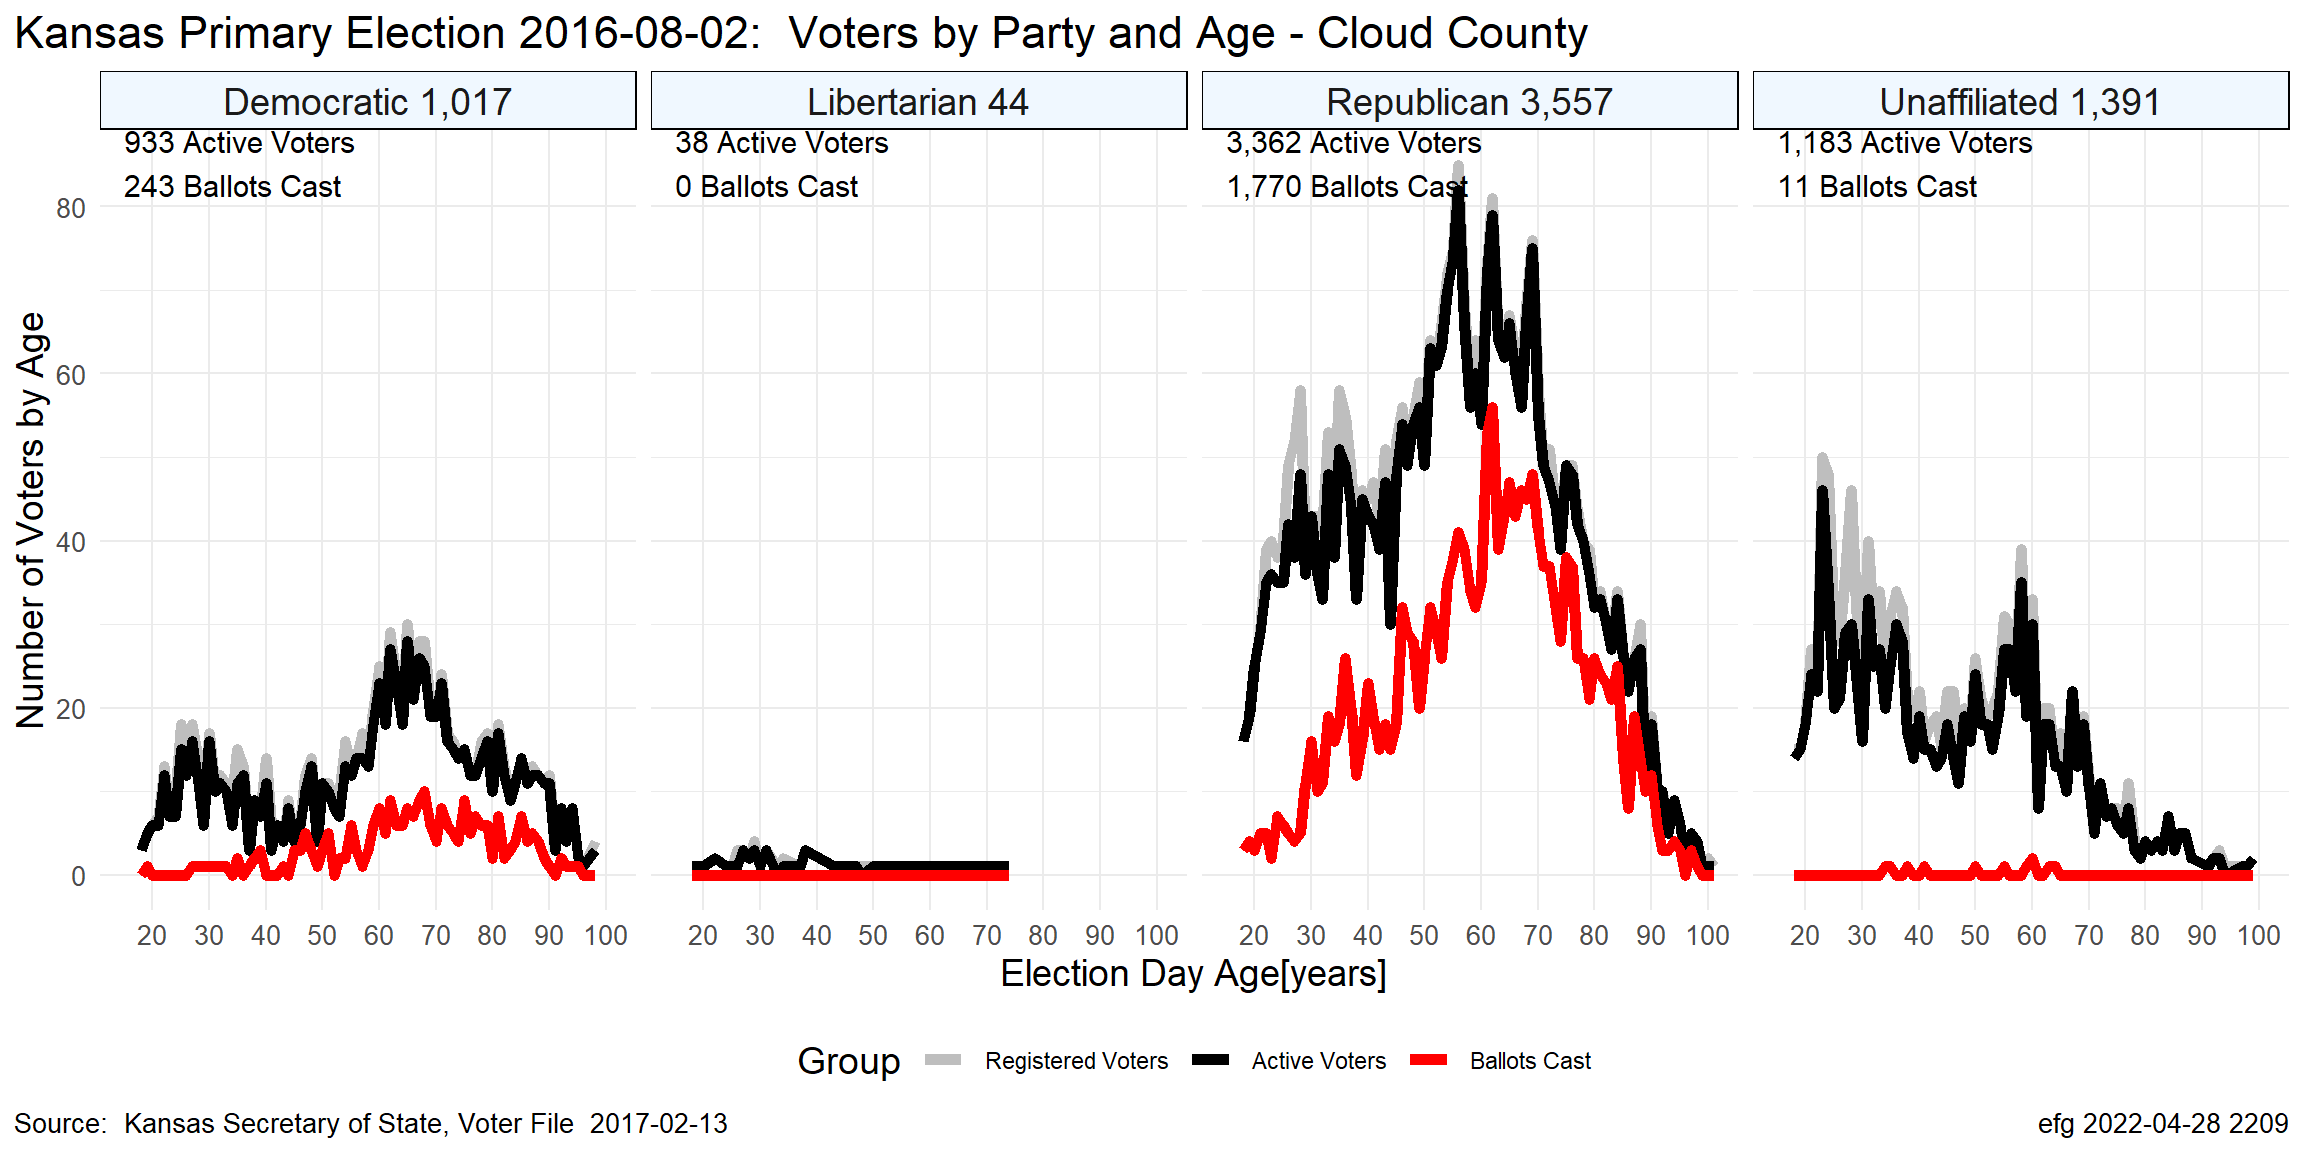 Kansas Primary Election 2016-08-02:  Voters by Party and Age - Cloud County
Democratic 1,017
Libertarian 44
Republican 3,557
Unaffiliated 1,391
933 Active Voters
243 Ballots Cast
38 Active Voters
0 Ballots Cast
3,362 Active Voters
1,770 Ballots Cast
1,183 Active Voters
11 Ballots Cast
Number of Voters by Age
80
60
40
20
0
20 30 40 50 60 70 80 90 100
20 30 40 50 60 70 80 90 100
20 30 40 50 60 70 80 90 100
20 30 40 50 60 70 80 90 100
Election Day Age[years]
Group Registered Voters Active Voters Ballots Cast
Source:  Kansas Secretary of State, Voter File  2017-02-13
efg 2022-04-28 2209